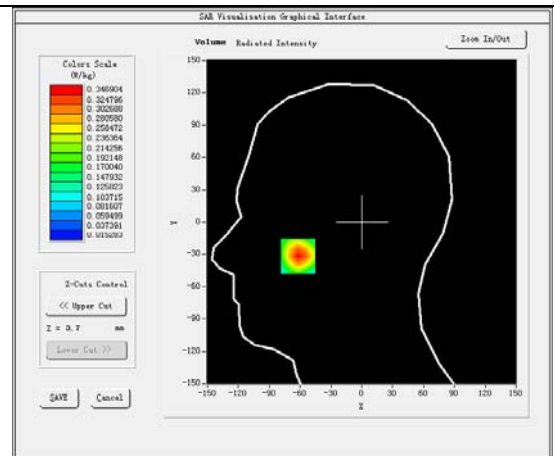 SAR Visualisation Graphical Interface
Volume Radiated Intensity
Zoom In/Out
Colors Scale
(W/kg)
0.346904
0.324796
0.302688
0.280580
0.258472
0.236364
0.214256
0.192148
0.170040
0.147932
0.125823
0.103715
0.081607
0.059499
0.037391
0.015283
Z-Cuts Control
<< Upper Cut
Z = 3.7 mm
Lower Cut >>
SAVE Cancel
150
120
90
60
30
0
-30
-60
-90
-120
-150
Y
-150 -120 -90 -60 -30 0 30 60 90 120 150
X